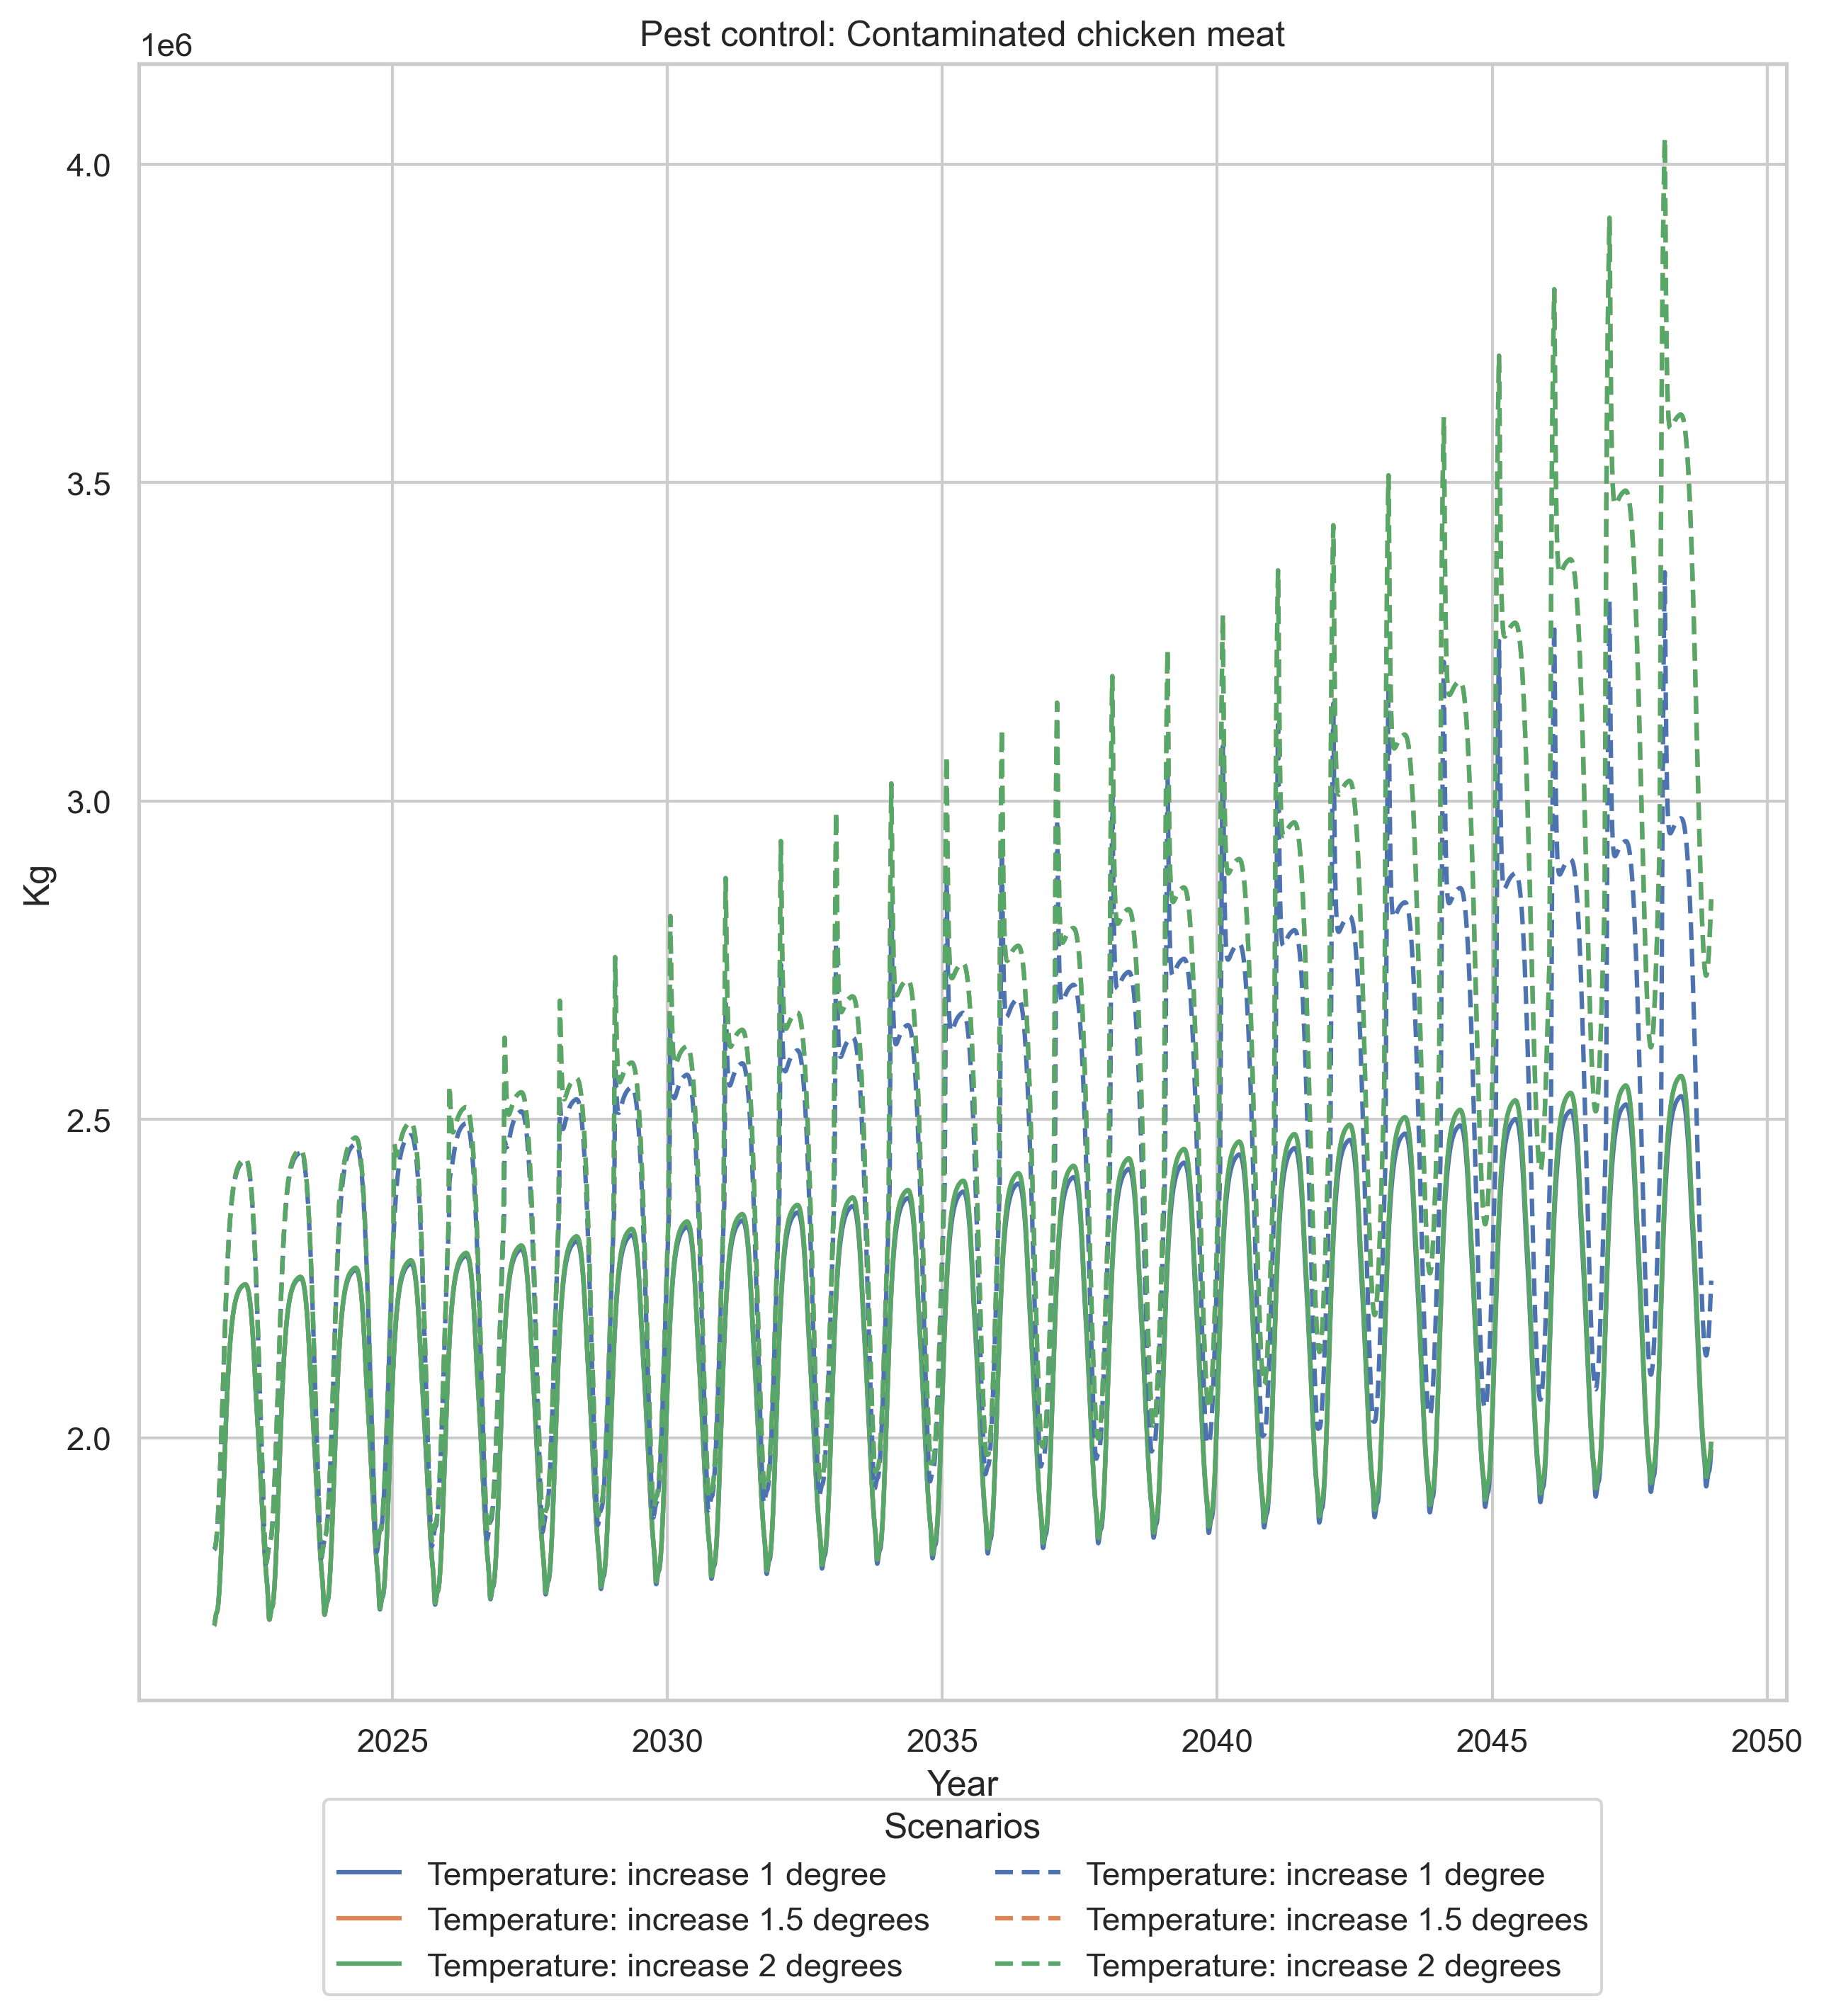 Pest control: Contaminated chicken meat
1e6
4.0
3.5
3.0
2.5
2.0
Kg
2025 2030 2035 2040 2045 2050
Year
Scenarios
Temperature: increase 1 degree Temperature: increase 1 degree
Temperature: increase 1.5 degrees Temperature: increase 1.5 degrees
Temperature: increase 2 degrees Temperature: increase 2 degrees